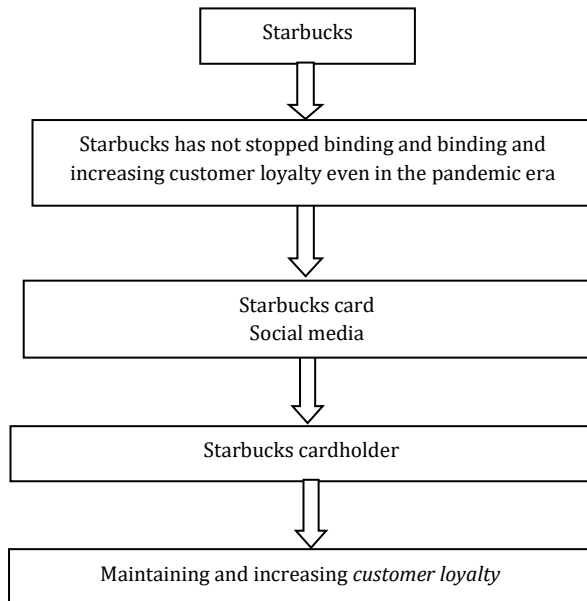 Starbucks
Starbucks has not stopped binding and binding and
increasing customer loyalty even in the pandemic era
Starbucks card
Social media
Starbucks cardholder
Maintaining and increasing customer loyalty